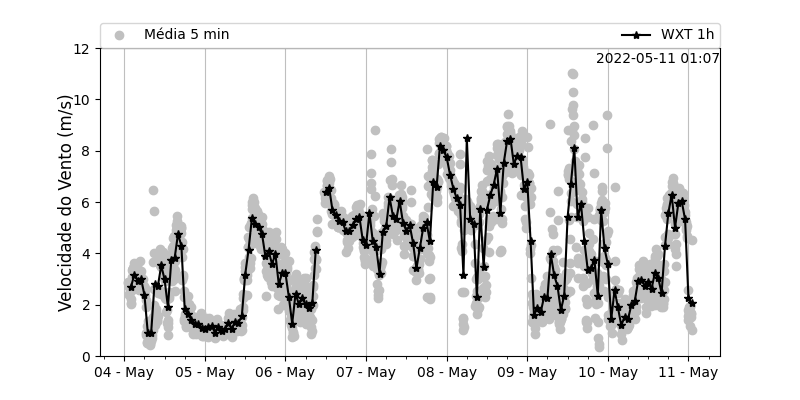 Média 5 min
WXT 1h
2022-05-11 01:07
Velocidade do Vento (m/s)
12
10
8
6
4
2
0
04 - May 05 - May 06 - May 07 - May 08 - May 09 - May 10 - May 11 - May